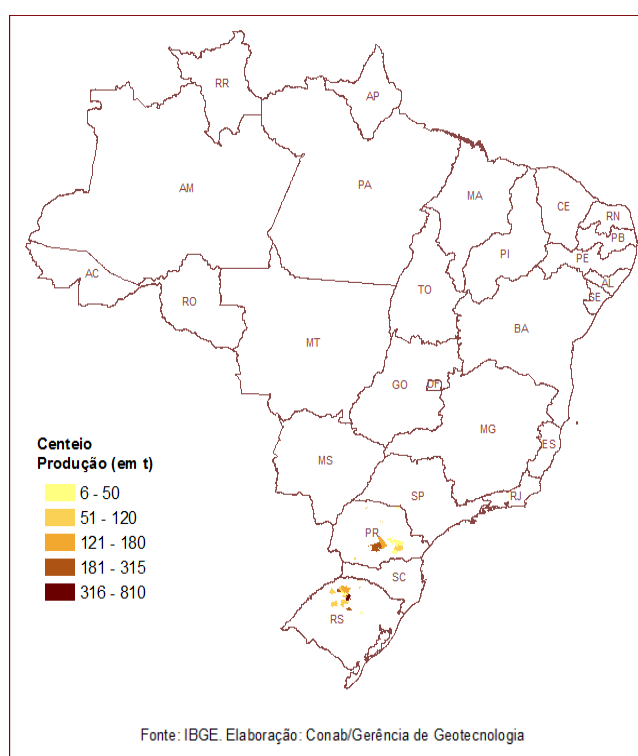 RR
AP
AM
PA
MA
CE
RN
PB
PE
AL
SE
PI
AC
RO
TO
BA
MT
GO
DF
MG
ES
MS
SP
RJ
PR
SC
RS
Centeio
Produção (em t)
6 - 50
51 - 120
121 - 180
181 - 315
316 - 810
Fonte: IBGE. Elaboração: Conab/Gerência de Geotecnologia